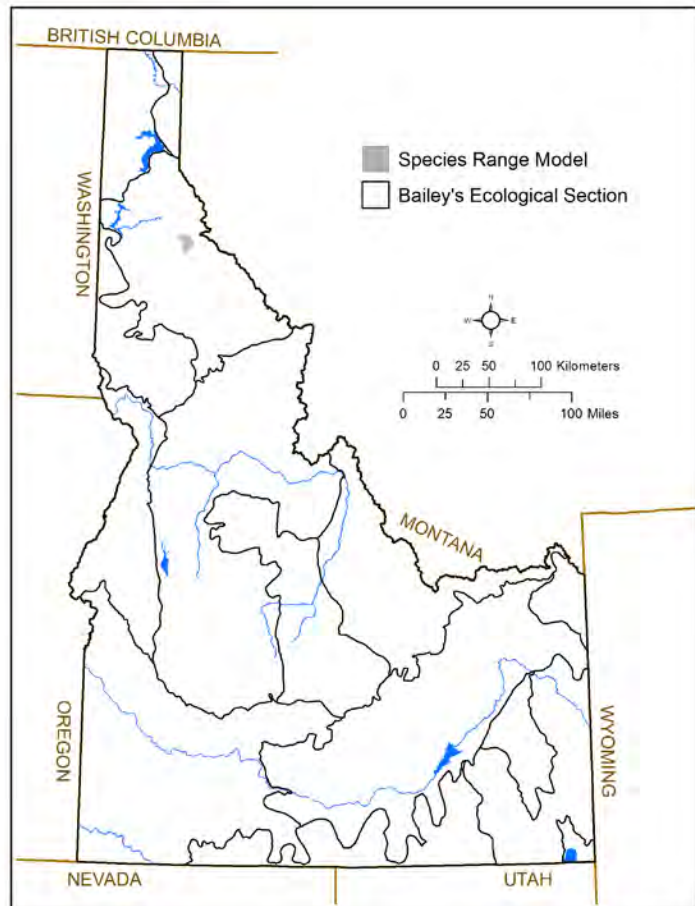 BRITISH COLUMBIA
WASHINGTON
Species Range Model
Bailey's Ecological Section
N
W
E
S
0 25 50 100 Kilometers
0 25 50 100 Miles
MONTANA
OREGON
WYOMING
NEVADA
UTAH